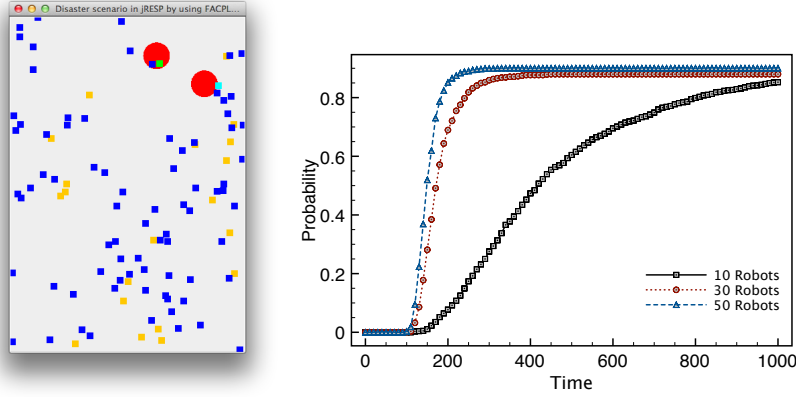 Disaster scenario in jRESP by using FACPL...
Probability
0.8
0.6
0.4
0.2
0
10 Robots
30 Robots
50 Robots
0 200 400 600 800 1000
Time